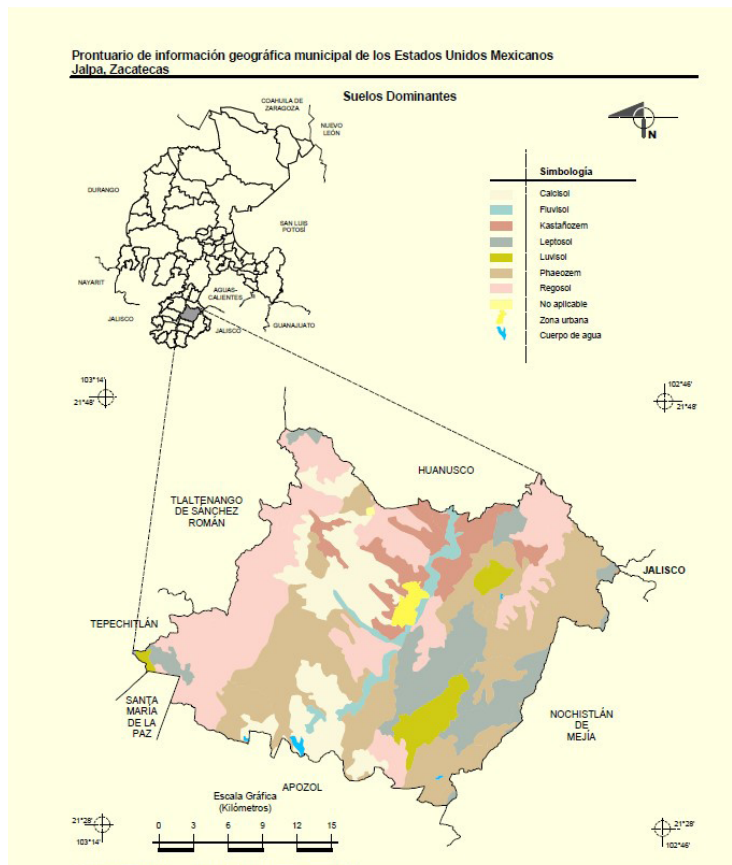 Prontuario de información geográfica municipal de los Estados Unidos Mexicanos
Jalpa, Zacatecas
Suelos Dominantes
COAHUILA DE
ZARAGOZA
NUEVO
LEÓN
DURANGO
SAN LUIS
POTOSÍ
NAYARIT
AGUAS-
CALIENTES
JALISCO
JALISCO
GUANAJUATO
N
Simbología
Calcisol
Fluvisol
Kastañozem
Leptosol
Luvisol
Phaeozem
Regosol
No aplicable
Zona urbana
Cuerpo de agua
103°14'
21°48'
102°46'
21°48'
HUANUSCO
TLALTENANGO
DE SÁNCHEZ
ROMÁN
JALISCO
TEPECHITLÁN
SANTA
MARÍA
DE LA
PAZ
NOCHISTLÁN
DE
MEJÍA
APOZOL
Escala Gráfica
(Kilómetros)
0 3 6 9 12 15
21°28'
103°14'
21°28'
102°46'